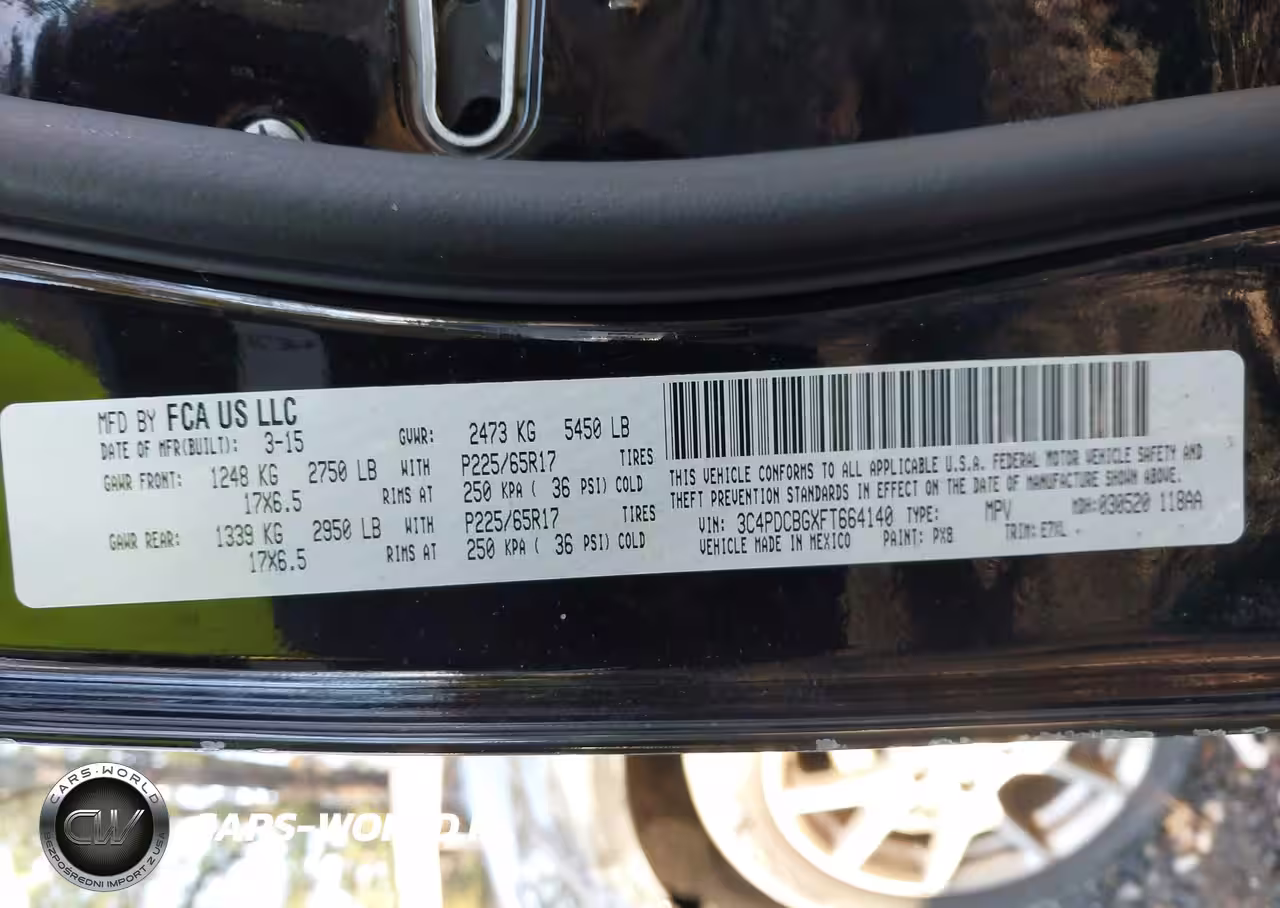 MFD BY FCA US LLC
DATE OF MFR(BUILT): 3-15
GVWR: 2473 KG 5450 LB
GAWR FRONT: 1248 KG 2750 LB WITH P225/65R17 TIRES
17X6.5 RIMS AT 250 KPA ( 36 PSI) COLD
GAWR REAR: 1339 KG 2950 LB WITH P225/65R17 TIRES
17X6.5 RIMS AT 250 KPA ( 36 PSI) COLD
THIS VEHICLE CONFORMS TO ALL APPLICABLE U.S.A. FEDERAL MOTOR VEHICLE SAFETY AND
THEFT PREVENTION STANDARDS IN EFFECT ON THE DATE OF MANUFACTURE SHOWN ABOVE.
VIN: 3C4PDCBGXFT664140 TYPE: MPV MDH:030520 118AA
VEHICLE MADE IN MEXICO PAINT: PX8 TRIM: E7XL
CARS-WORLD
CW
BEZPOŚREDNI IMPORT Z USA
CARS-WORLD